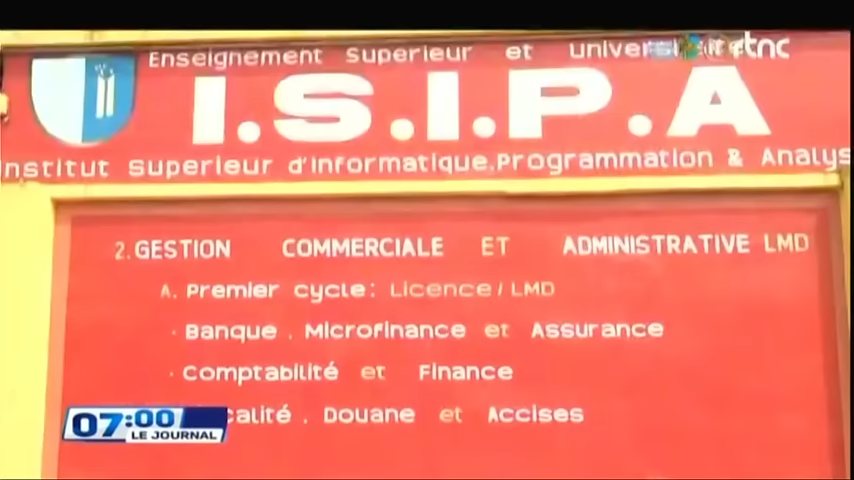 Enseignement Superieur et
rtnc
I.S.I.P.A
Institut Superieur d'Informatique.Programmation & Analys
2. GESTION COMMERCIALE ET ADMINISTRATIVE LMD
A. Premier cycle: Licence / LMD
· Banque . Microfinance et Assurance
· Comptabilité et Finance
calité . Douane et Accises
07:00
LE JOURNAL